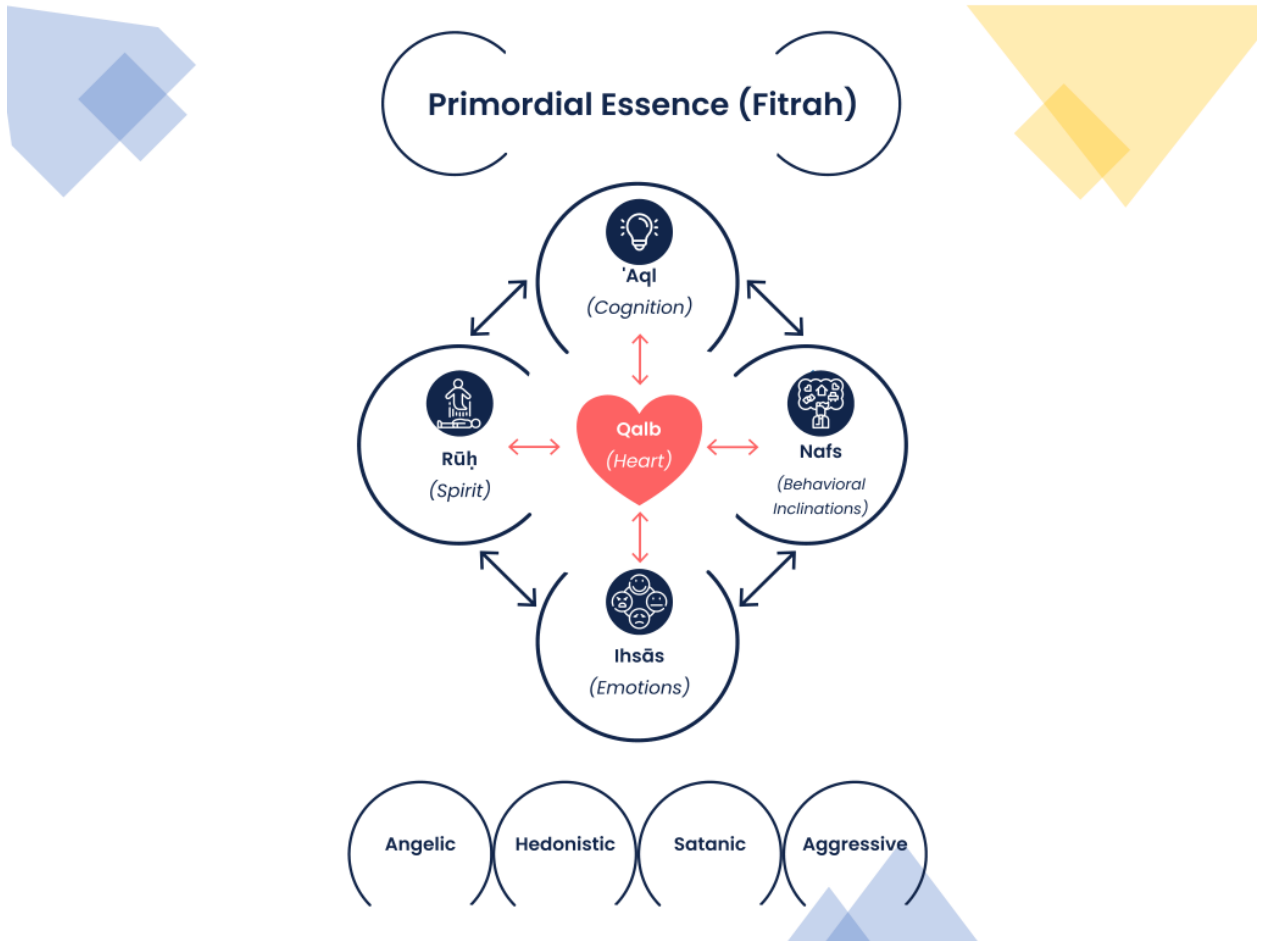 Primordial Essence (Fitrah)
'Aql
(Cognition)
Qalb
(Heart)
Rūḥ
(Spirit)
Nafs
(Behavioral
Inclinations)
Ihsās
(Emotions)
Angelic
Hedonistic
Satanic
Aggressive